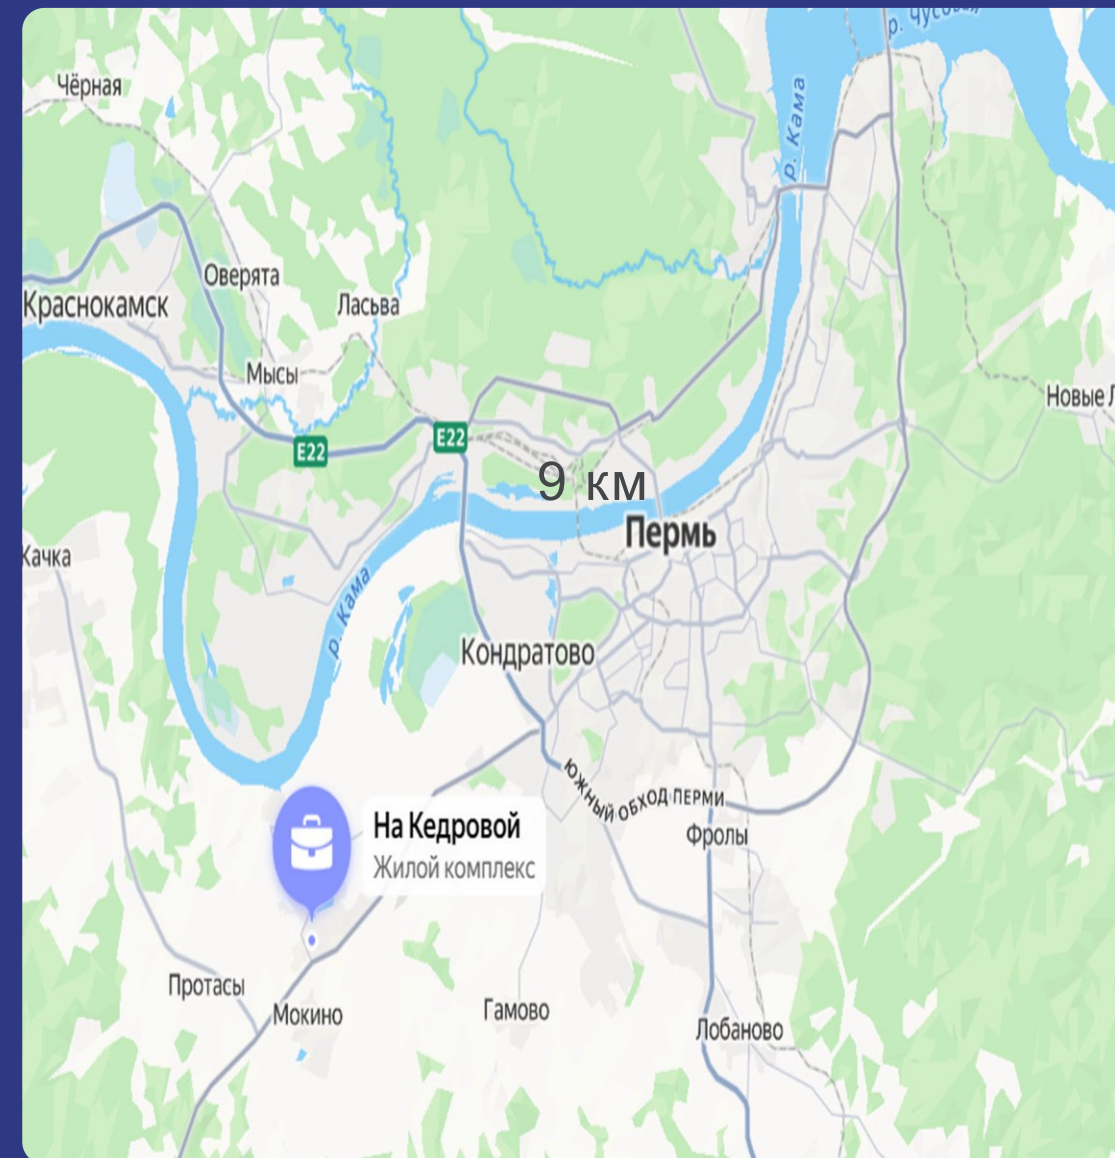 р. Чусовая
Чёрная
р. Кама
Оверята
Краснокамск
Ласьва
Мысы
Новые
E22
E22
9 км
Пермь
Качка
р. Кама
Кондратово
ЮЖНЫЙ ОБХОД ПЕРМИ
На Кедровой
Жилой комплекс
Фролы
Протасы
Мокино
Гамово
Лобаново